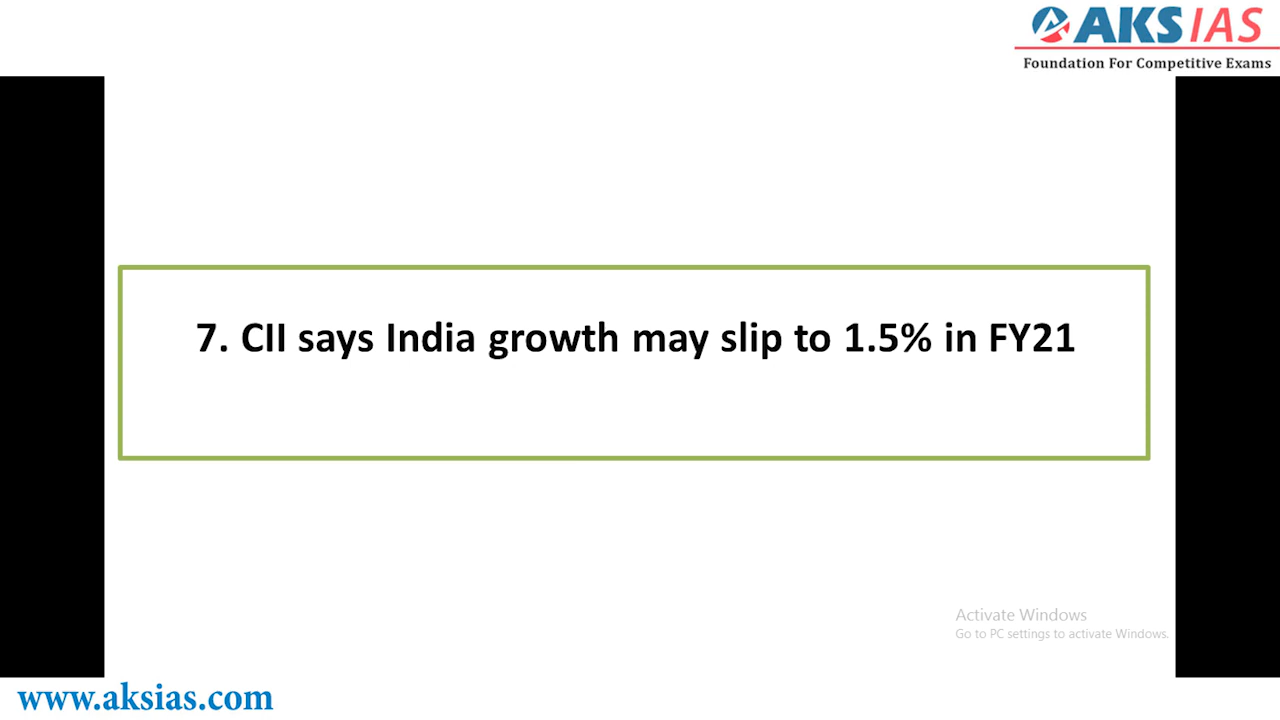 AKS IAS
Foundation For Competitive Exams
7. CII says India growth may slip to 1.5% in FY21
Activate Windows
Go to PC settings to activate Windows.
www.aksias.com